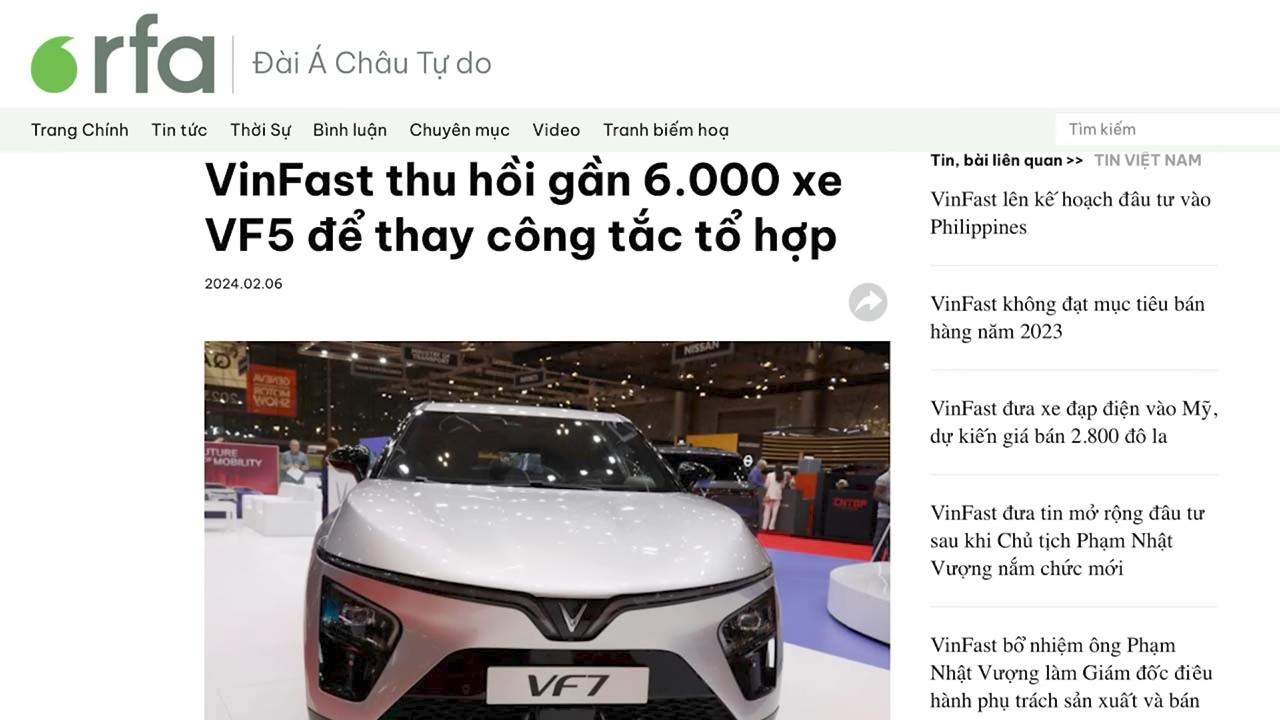 rfa
Đài Á Châu Tự do
Trang Chính Tin tức Thời Sự Bình luận Chuyên mục Video Tranh biếm hoạ
Tìm kiếm
VinFast thu hồi gần 6.000 xe
VF5 để thay công tắc tổ hợp
2024.02.06
NISSAN
GENEVA
MOTOR
SHOW
FUTURE
OF MOBILITY
VF7
Tin, bài liên quan >> TIN VIỆT NAM
VinFast lên kế hoạch đầu tư vào
Philippines
VinFast không đạt mục tiêu bán
hàng năm 2023
VinFast đưa xe đạp điện vào Mỹ,
dự kiến giá bán 2.800 đô la
VinFast đưa tin mở rộng đầu tư
sau khi Chủ tịch Phạm Nhật
Vượng nắm chức mới
VinFast bổ nhiệm ông Phạm
Nhật Vượng làm Giám đốc điều
hành phụ trách sản xuất và bán